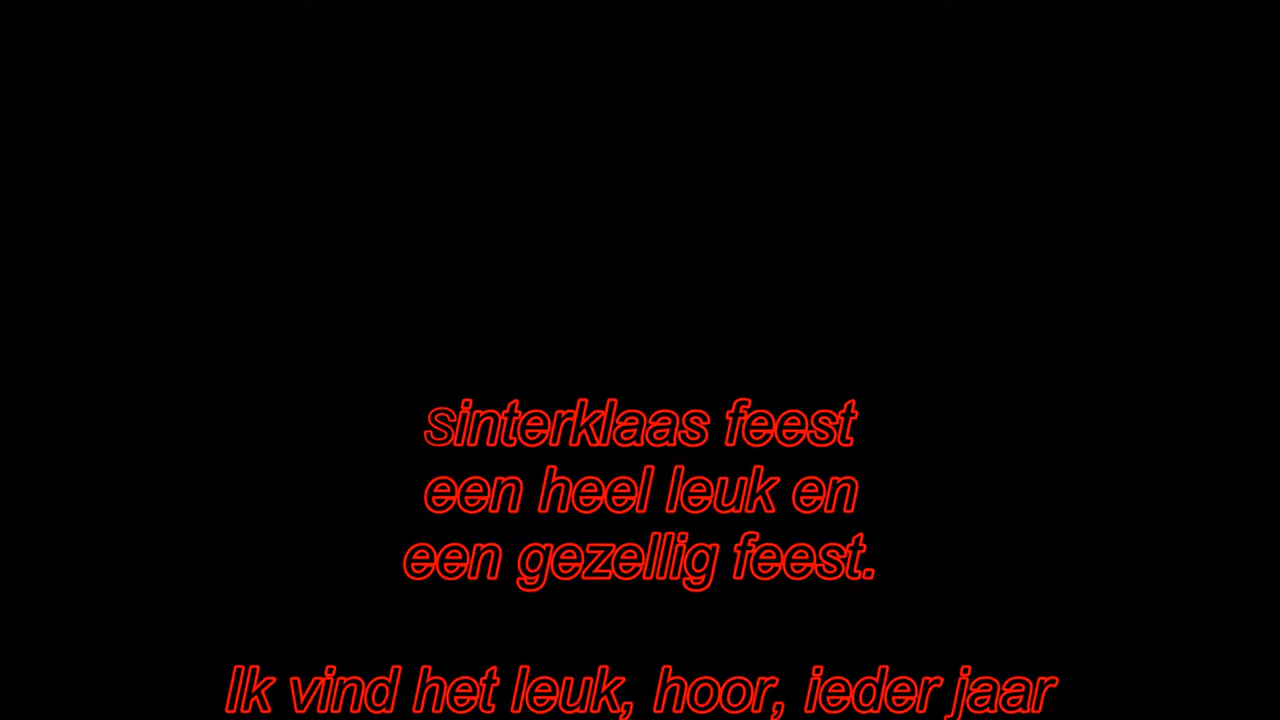 sinterklaas feest
een heel leuk en
een gezellig feest.
Ik vind het leuk, hoor, ieder jaar